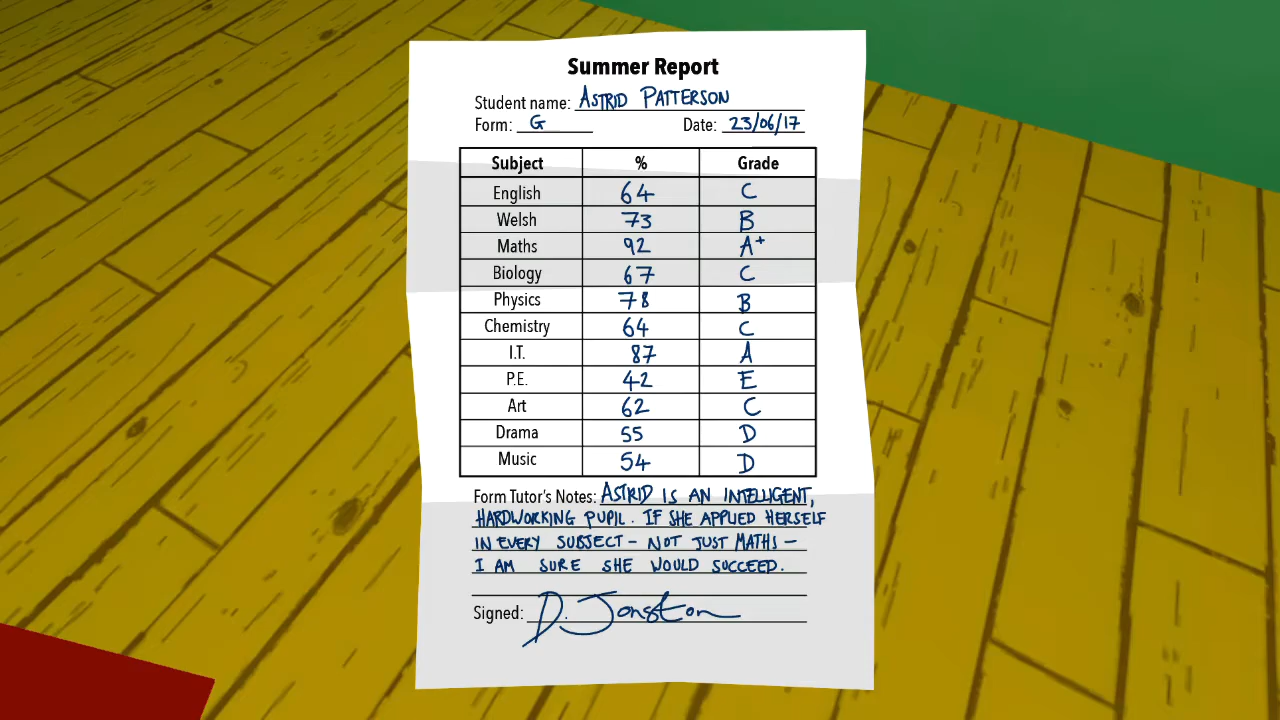 Summer Report
Student name: ASTRID PATTERSON
Form: G Date: 23/06/17
Subject % Grade
English 64 C
Welsh 73 B
Maths 92 A+
Biology 67 C
Physics 78 B
Chemistry 64 C
I.T. 87 A
P.E. 42 E
Art 62 C
Drama 55 D
Music 54 D
Form Tutor's Notes: ASTRID IS AN INTELLIGENT,
HARDWORKING PUPIL. IF SHE APPLIED HERSELF
IN EVERY SUBJECT – NOT JUST MATHS –
I AM SURE SHE WOULD SUCCEED.
Signed: D. Jonston